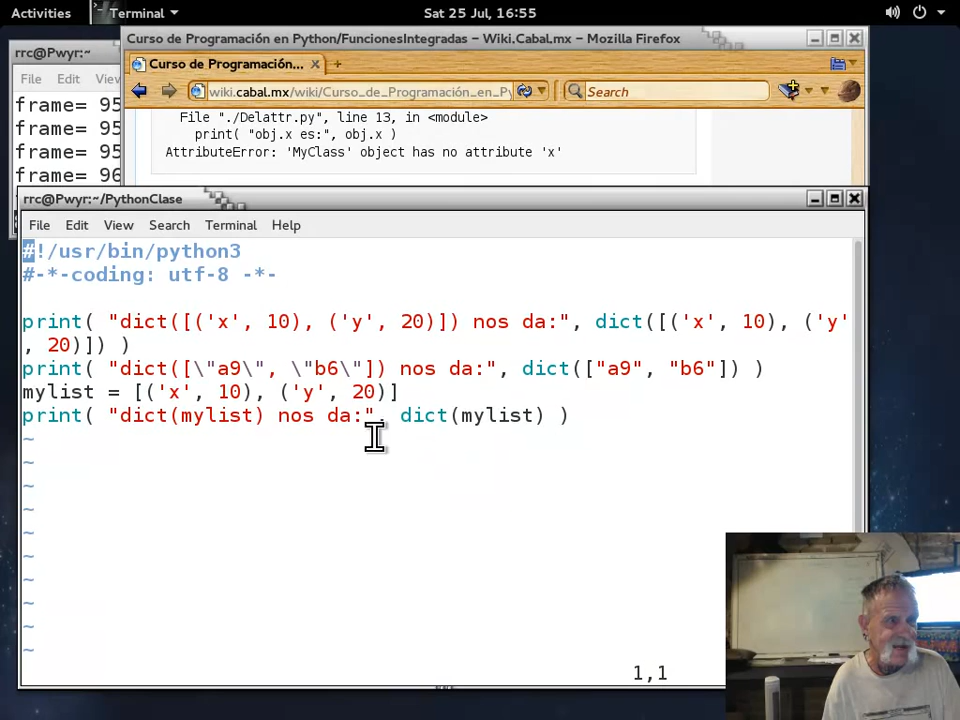 Activities Terminal Sat 25 Jul, 16:55
Curso de Programación en Python/FuncionesIntegradas – Wiki.Cabal.mx – Mozilla Firefox
rrc@Pwyr:~
File Edit View
Curso de Programación...
wiki.cabal.mx/wiki/Curso_de_Programación_en_Py
Search
frame= 95
frame= 95
frame= 95
frame= 96
File "./Delattr.py", line 13, in <module>
print( "obj.x es:", obj.x )
AttributeError: 'MyClass' object has no attribute 'x'
rrc@Pwyr:~/PythonClase
File Edit View Search Terminal Help
#!/usr/bin/python3
#-*-coding: utf-8 -*-
print( "dict([('x', 10), ('y', 20)]) nos da:", dict([('x', 10), ('y'
, 20)]) )
print( "dict([\"a9\", \"b6\"]) nos da:", dict(["a9", "b6"]) )
mylist = [('x', 10), ('y', 20)]
print( "dict(mylist) nos da:", dict(mylist) )
~
~
~
~
~
~
~
~
~
~
1,1